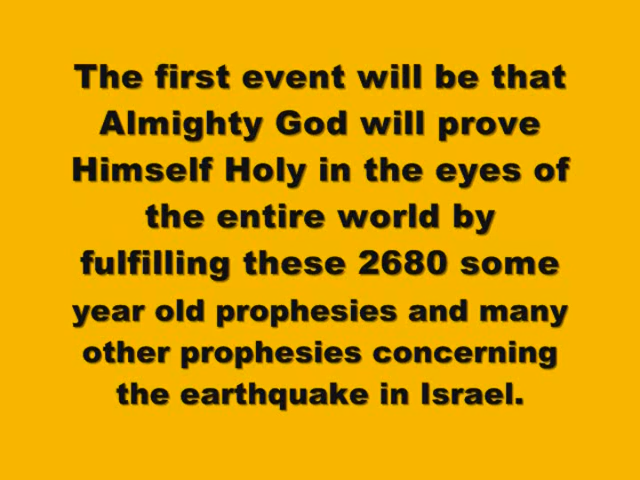 The first event will be that
Almighty God will prove
Himself Holy in the eyes of
the entire world by
fulfilling these 2680 some
year old prophesies and many
other prophesies concerning
the earthquake in Israel.